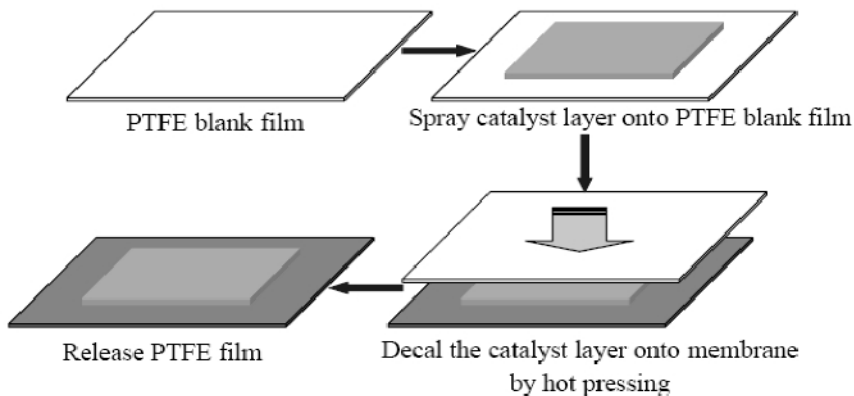 PTFE blank film
Spray catalyst layer onto PTFE blank film
Release PTFE film
Decal the catalyst layer onto membrane
by hot pressing